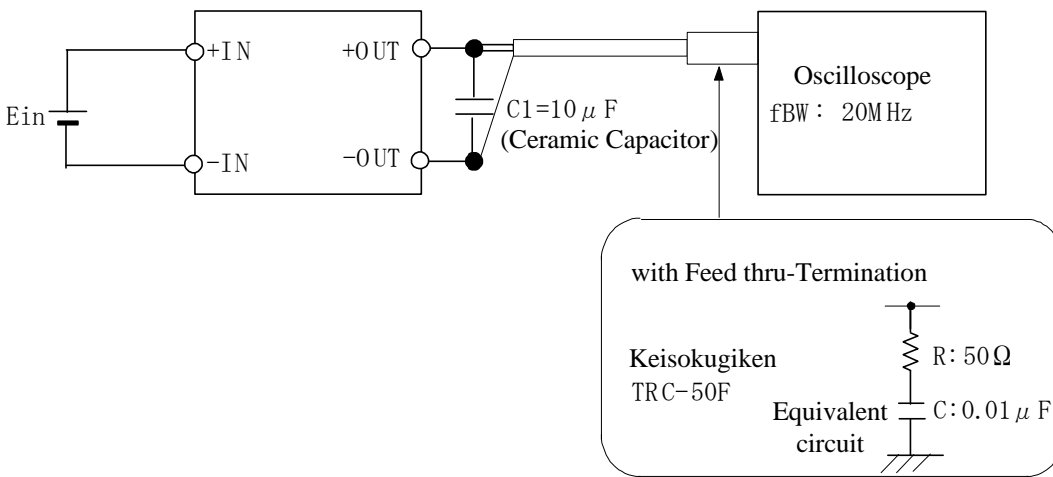 +IN
+OUT
Ein
C1=10μF
(Ceramic Capacitor)
-IN
-OUT
Oscilloscope
fBW: 20MHz
with Feed thru-Termination
Keisokugiken
TRC-50F
R:50Ω
Equivalent
circuit
C:0.01μF